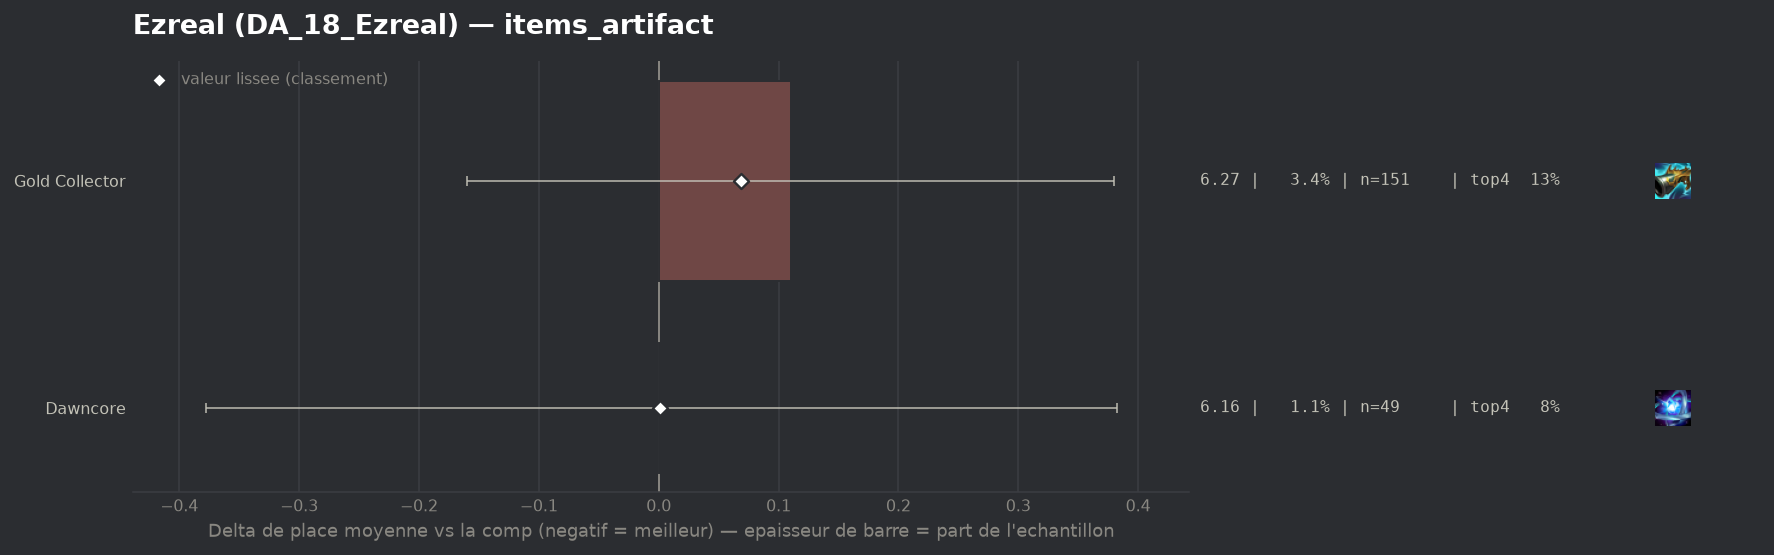 Ezreal (DA_18_Ezreal) — items_artifact
valeur lissee (classement)
Gold Collector
6.27 | 3.4% | n=151 | top4 13%
Dawncore
6.16 | 1.1% | n=49 | top4 8%
−0.4 −0.3 −0.2 −0.1 0.0 0.1 0.2 0.3 0.4
Delta de place moyenne vs la comp (negatif = meilleur) — epaisseur de barre = part de l'echantillon